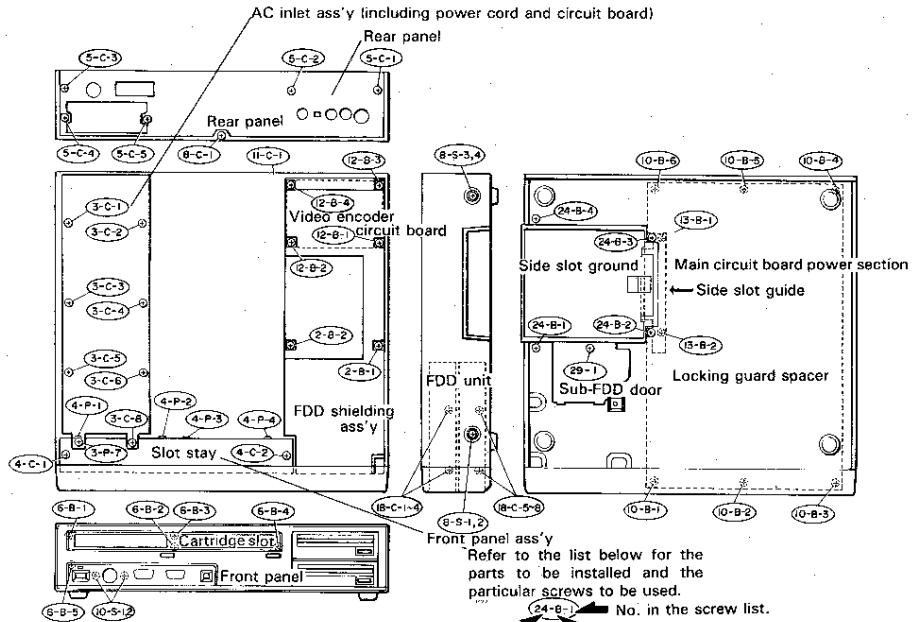 AC inlet ass'y (including power cord and circuit board)
Rear panel
5-C-3
5-C-2
5-C-1
Rear panel
5-C-4
5-C-5
8-C-1
11-C-1
12-B-3
8-S-3,4
10-B-6
10-B-5
10-B-4
3-C-1
3-C-2
12-B-4
Video encoder
circuit board
12-B-1
12-B-2
24-B-4
13-B-1
24-B-3
Side slot ground
Main circuit board power section
Side slot guide
3-C-3
3-C-4
2-B-2
2-B-1
24-B-1
24-B-2
13-B-2
3-C-5
3-C-6
29-1
Sub-FDD door
Locking guard spacer
FDD unit
4-P-1
4-P-2
4-P-3
4-P-4
3-C-8
FDD shielding
ass'y
3-P-7
Slot stay
4-C-2
4-C-1
18-C-1~4
18-C-5~8
8-S-1,2
10-B-1
10-B-2
10-B-3
6-B-1
6-B-2
6-B-3
6-B-4
Cartridge slot
Front panel ass'y
Front panel
6-B-5
10-S-1,2
Refer to the list below for the
parts to be installed and the
particular screws to be used.
24-B-1
No. in the screw list.